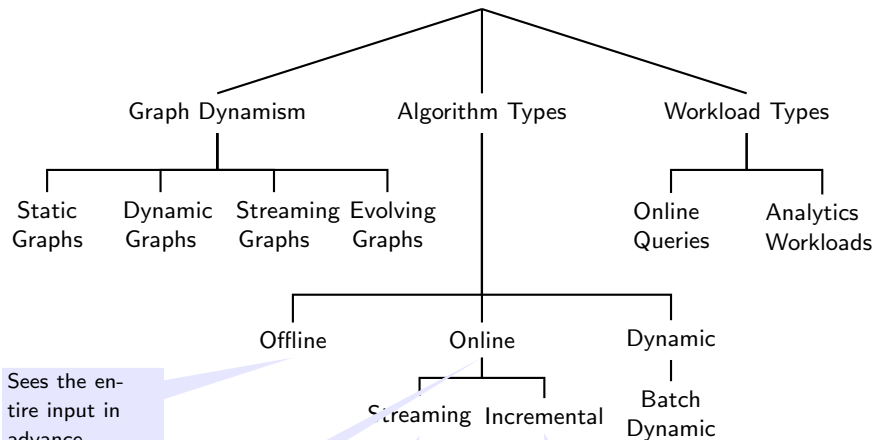 Graph Dynamism
Algorithm Types
Workload Types
Static
Graphs
Dynamic
Graphs
Streaming
Graphs
Evolving
Graphs
Online
Queries
Analytics
Workloads
Offline
Online
Dynamic
Sees the en-
tire input in
advance
Streaming
Incremental
Batch
Dynamic